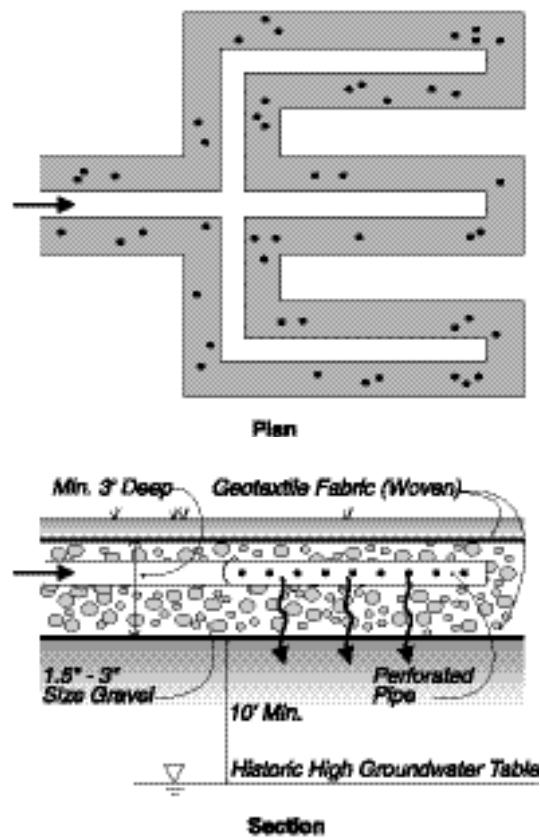 Plan
Min. 3' Deep
Geotextile Fabric (Woven)
1.5" - 3"
Size Gravel
10' Min.
Perforated
Pipe
Historic High Groundwater Table
Section